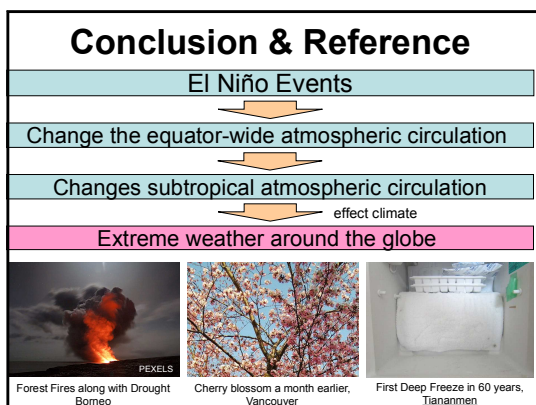 Conclusion & Reference
El Niño Events
Change the equator-wide atmospheric circulation
Changes subtropical atmospheric circulation
effect climate
Extreme weather around the globe
PEXELS
Forest Fires along with Drought
Borneo
Cherry blossom a month earlier,
Vancouver
First Deep Freeze in 60 years,
Tiananmen